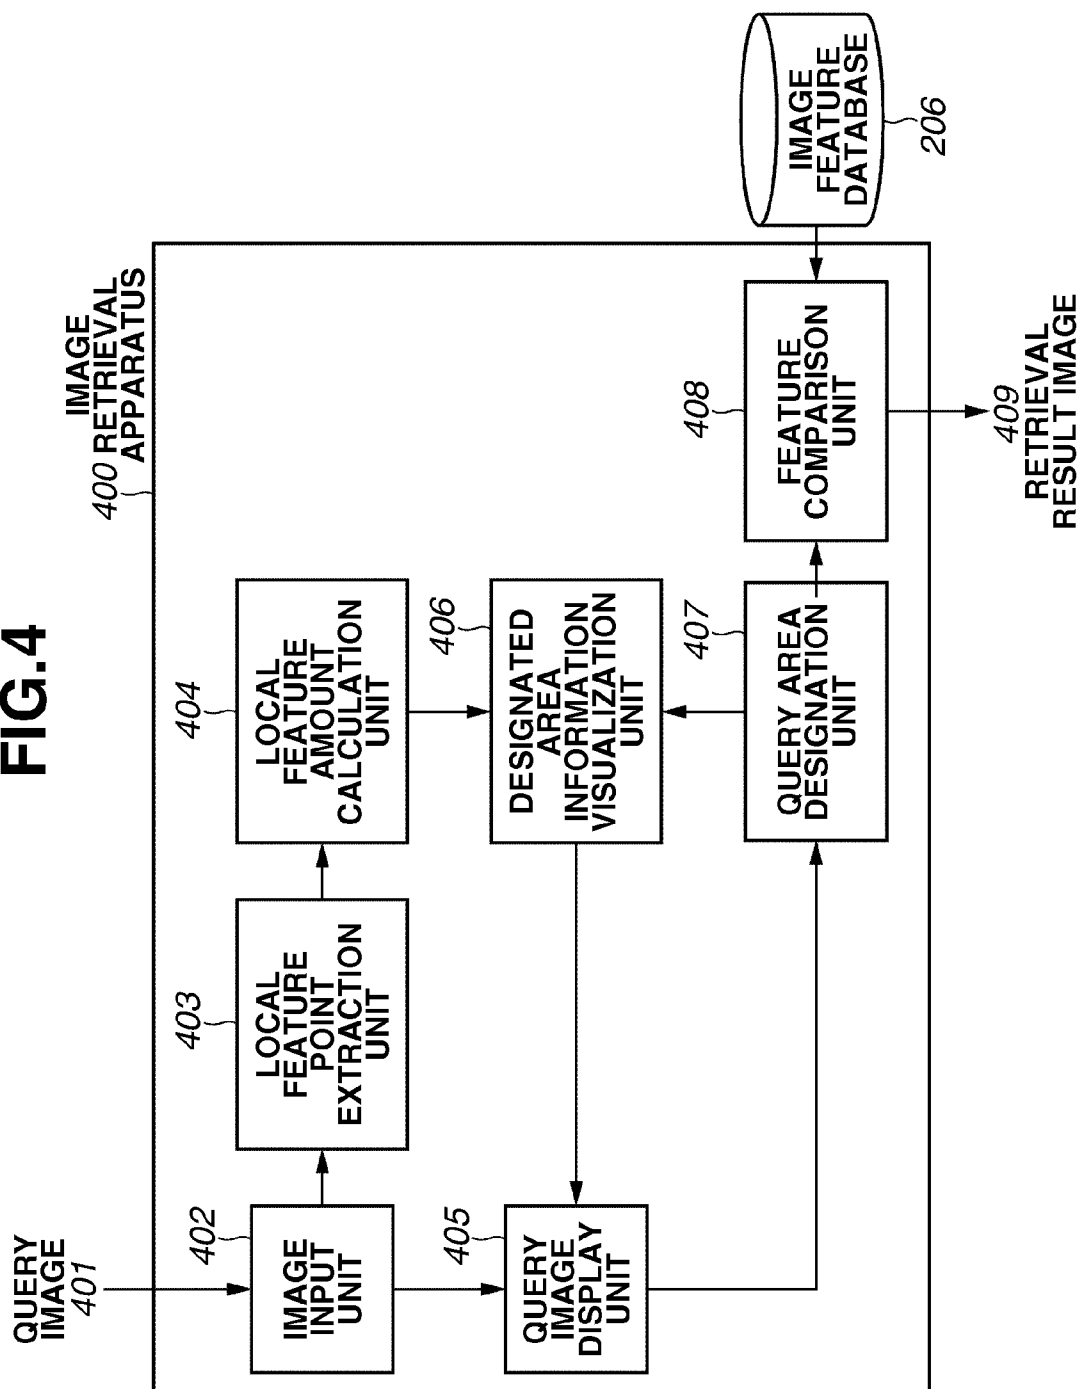 FIG.4
QUERY
IMAGE
401
400
IMAGE
RETRIEVAL
APPARATUS
402
IMAGE
INPUT
UNIT
403
LOCAL
FEATURE
POINT
EXTRACTION
UNIT
404
LOCAL
FEATURE
AMOUNT
CALCULATION
UNIT
405
QUERY
IMAGE
DISPLAY
UNIT
406
DESIGNATED
AREA
INFORMATION
VISUALIZATION
UNIT
407
QUERY AREA
DESIGNATION
UNIT
408
FEATURE
COMPARISON
UNIT
IMAGE
FEATURE
DATABASE
206
409
RETRIEVAL
RESULT IMAGE